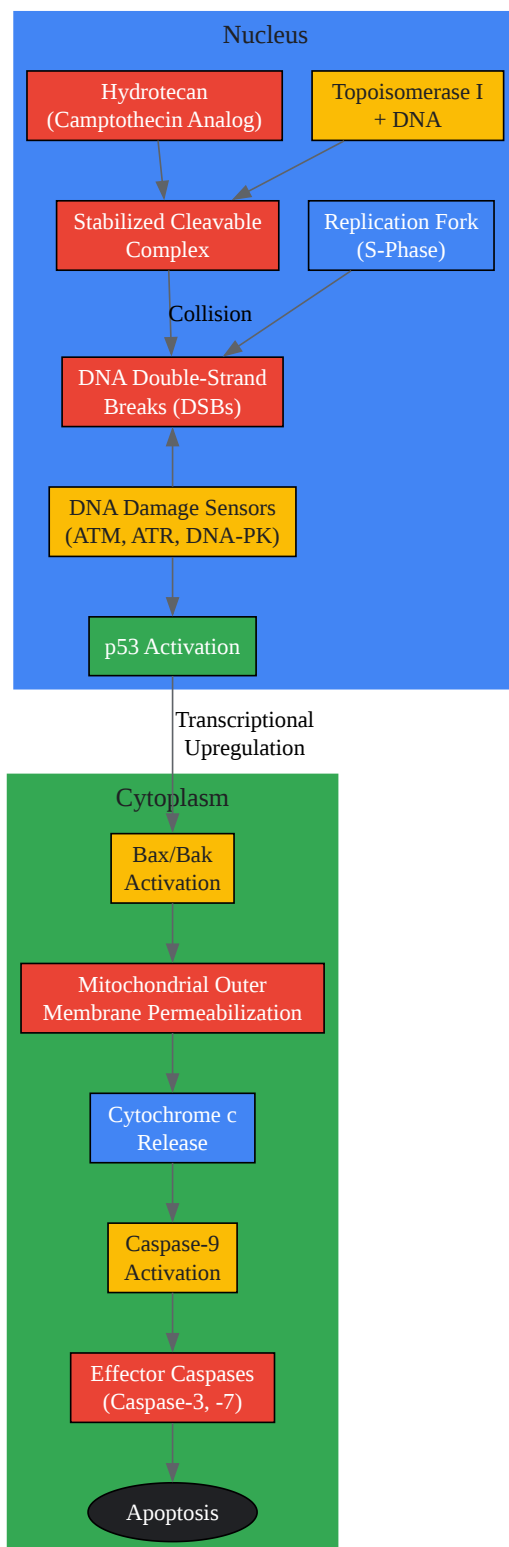 Nucleus
Hydrotecan
(Camptothecin Analog)
Topoisomerase I
+ DNA
Stabilized Cleavable
Complex
Replication Fork
(S-Phase)
Collision
DNA Double-Strand
Breaks (DSBs)
DNA Damage Sensors
(ATM, ATR, DNA-PK)
p53 Activation
Transcriptional
Upregulation
Cytoplasm
Bax/Bak
Activation
Mitochondrial Outer
Membrane Permeabilization
Cytochrome c
Release
Caspase-9
Activation
Effector Caspases
(Caspase-3, -7)
Apoptosis